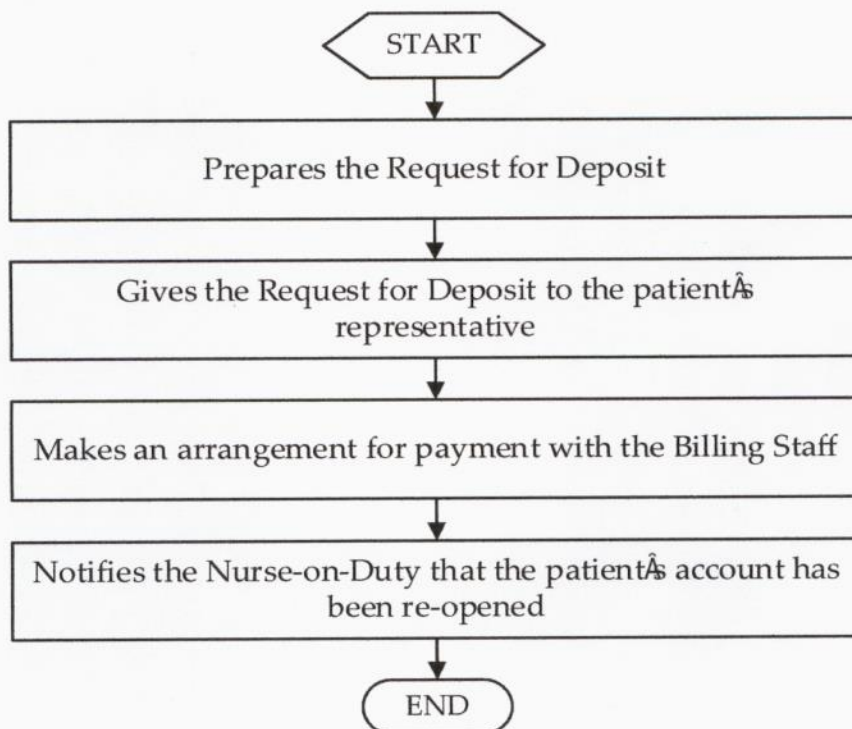 START
Prepares the Request for Deposit
Gives the Request for Deposit to the patientÂs
representative
Makes an arrangement for payment with the Billing Staff
Notifies the Nurse-on-Duty that the patientÂs account has
been re-opened
END